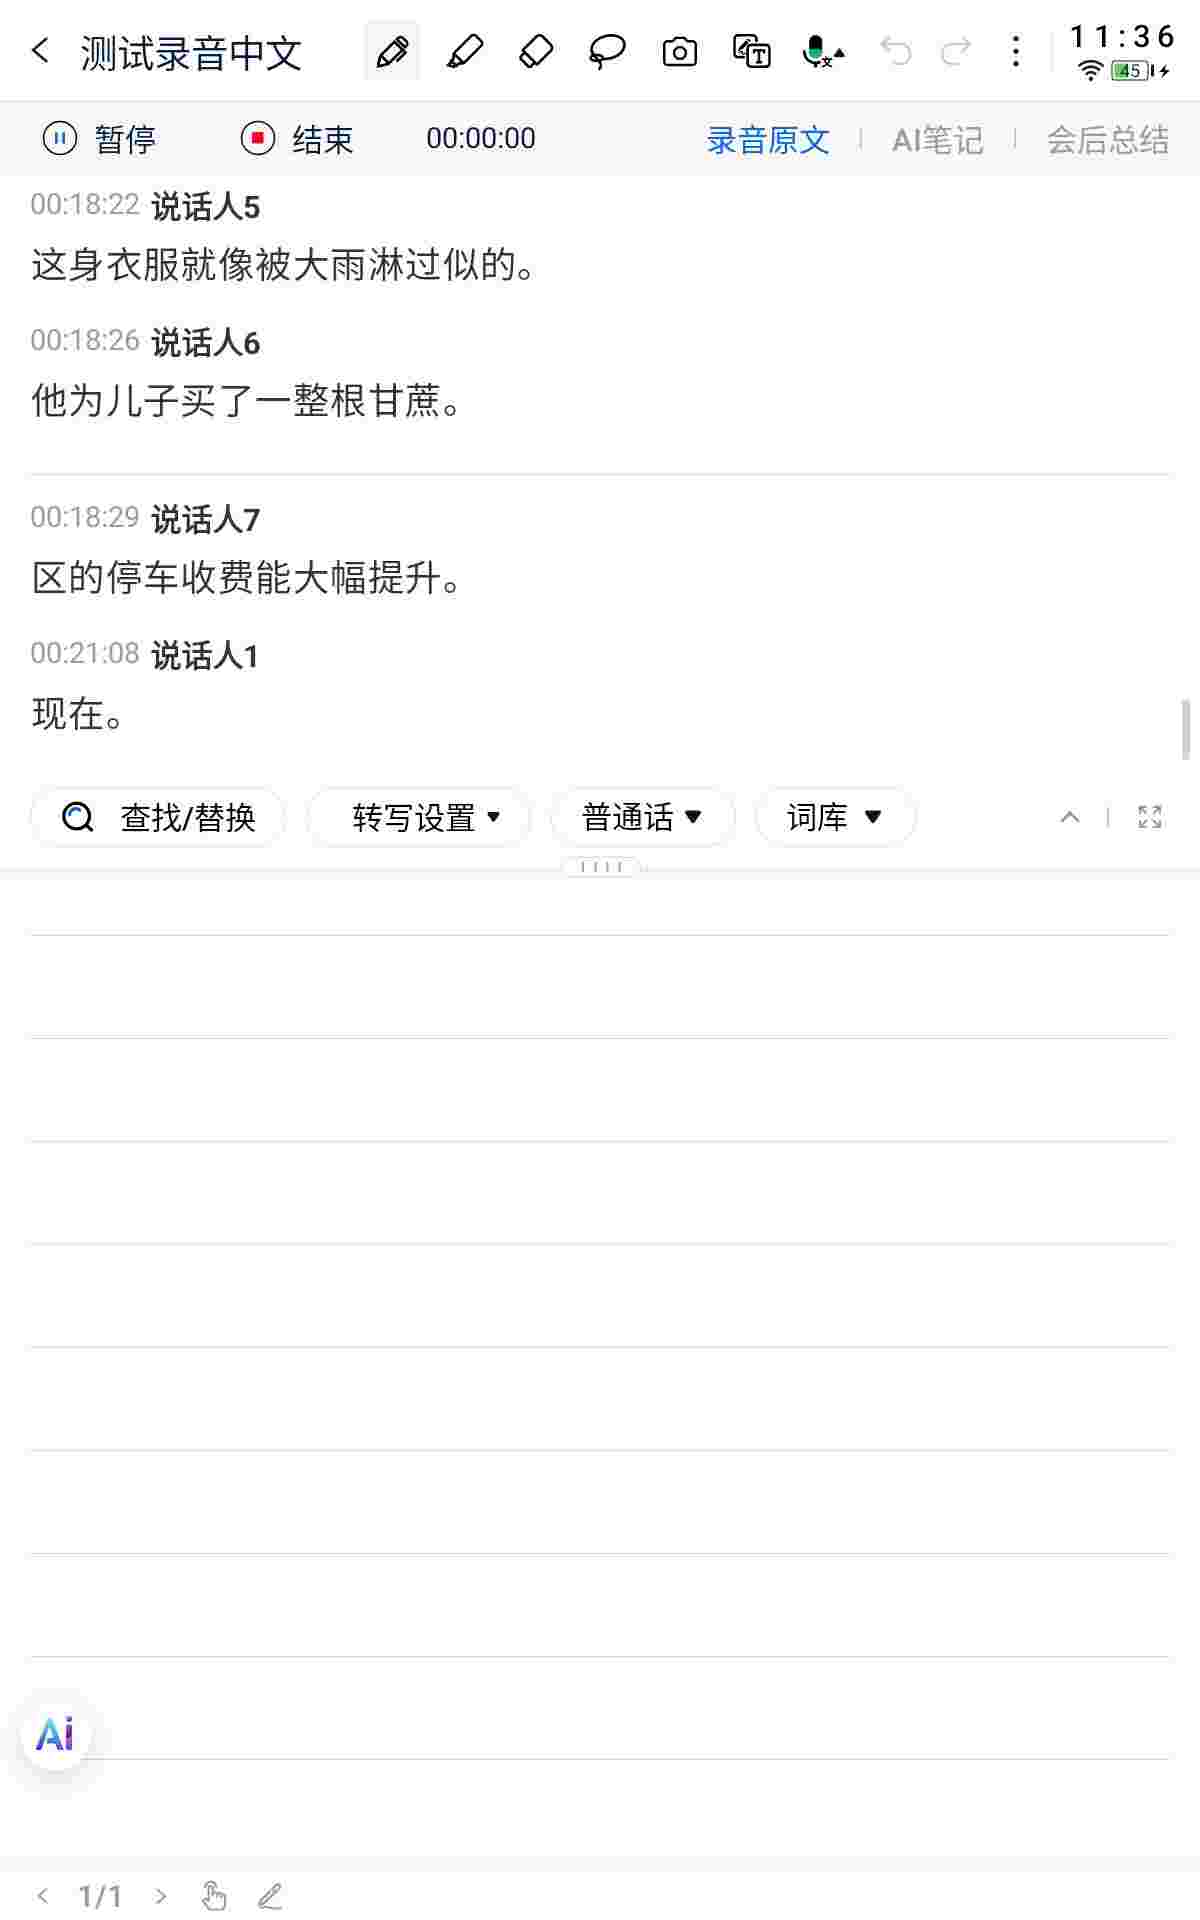 测试录音中文
11:36
45
暂停 结束 00:00:00 录音原文 AI笔记 会后总结
00:18:22 说话人5
这身衣服就像被大雨淋过似的。
00:18:26 说话人6
他为儿子买了一整根甘蔗。
00:18:29 说话人7
区的停车收费能大幅提升。
00:21:08 说话人1
现在。
查找/替换 转写设置 普通话 词库
Ai
1/1